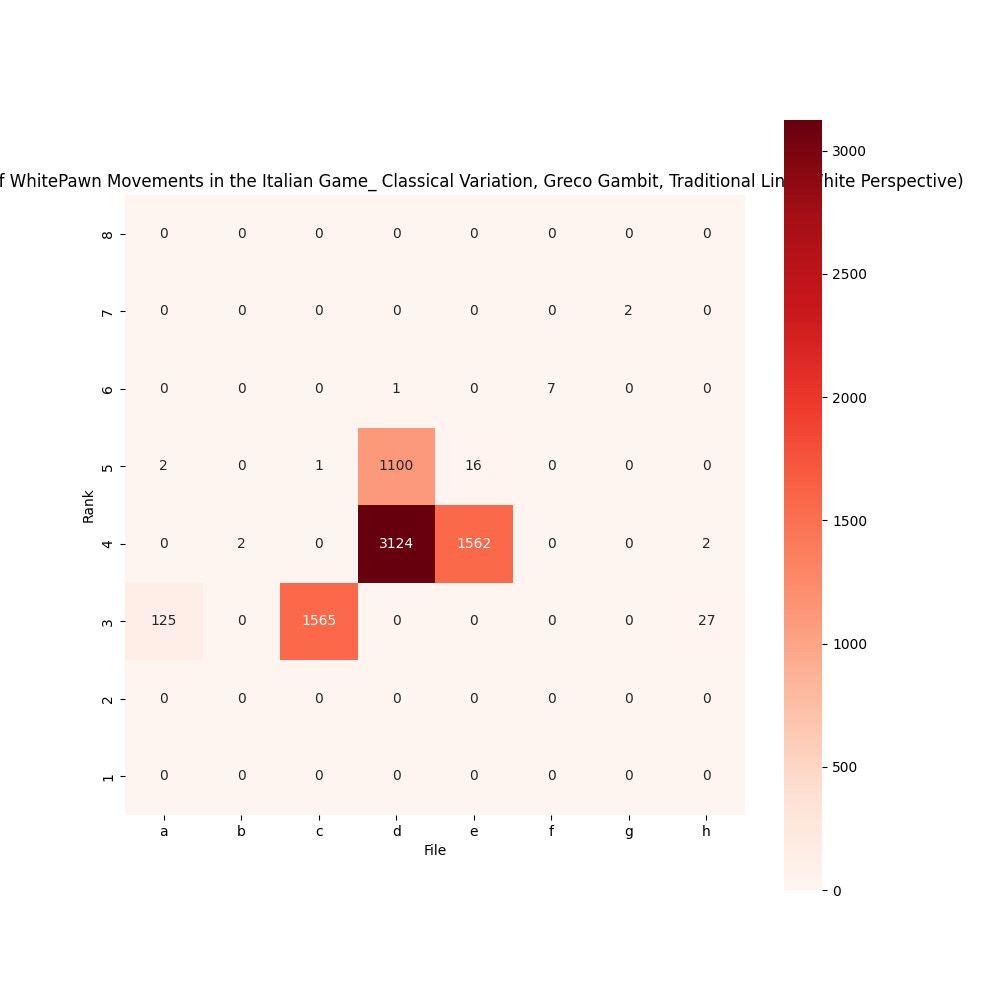 f WhitePawn Movements in the Italian Game_ Classical Variation, Greco Gambit, Traditional Lin White Perspective)
3000
8 0 0 0 0 0 0 0 0
2500
7 0 0 0 0 0 0 2 0
6 0 0 0 1 0 7 0 0
2000
5 2 0 1 1100 16 0 0 0
Rank
1500
4 0 2 0 3124 1562 0 0 2
3 125 0 1565 0 0 0 0 27
1000
2 0 0 0 0 0 0 0 0
500
1 0 0 0 0 0 0 0 0
a b c d e f g h
File
0